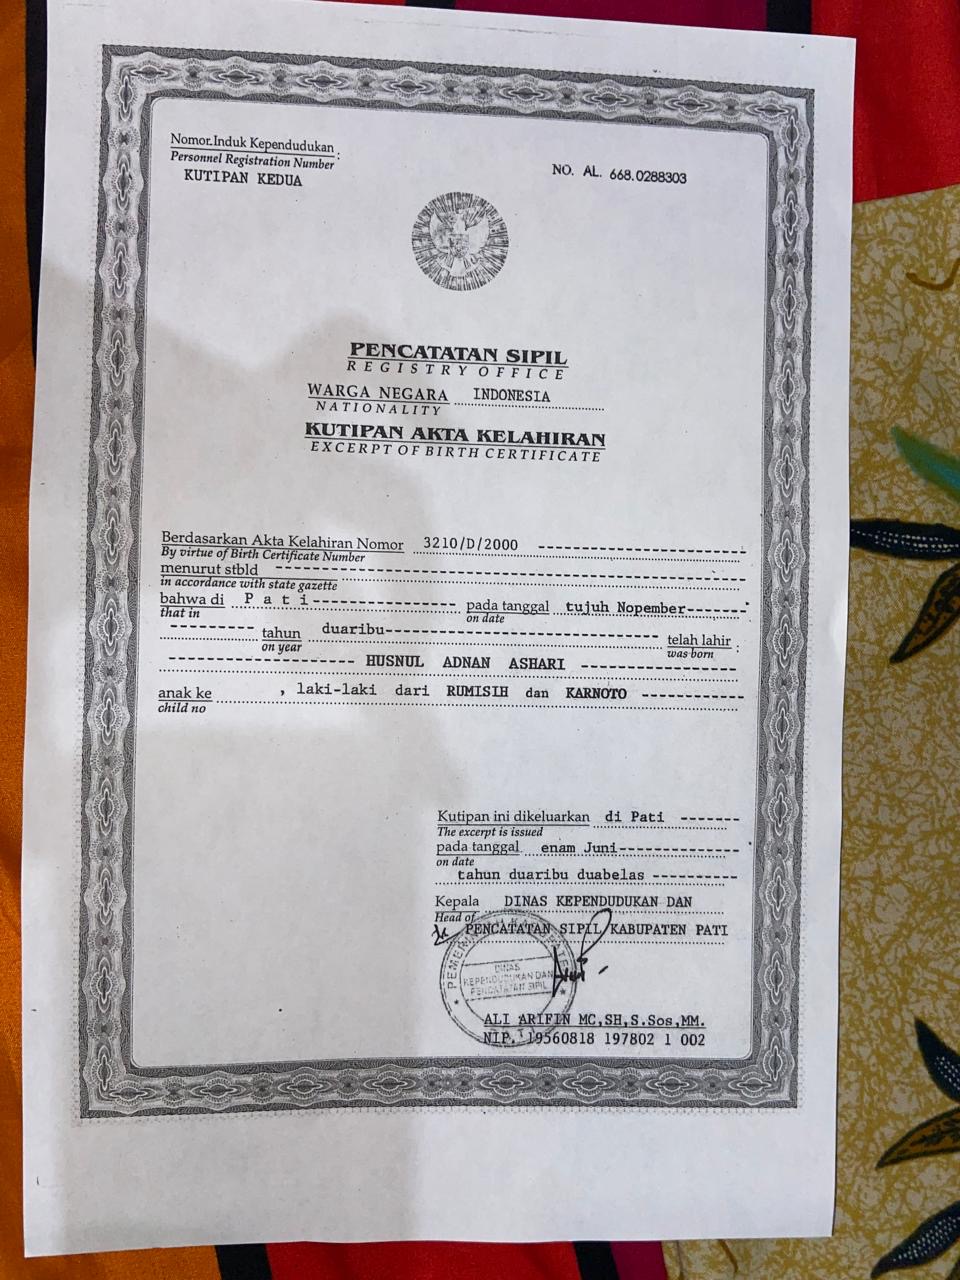 Nomor Induk Kependudukan :
Personnel Registration Number
KUTIPAN KEDUA
NO. AL. 668.0288303
PENCATATAN SIPIL
REGISTRY OFFICE
WARGA NEGARA INDONESIA
NATIONALITY
KUTIPAN AKTA KELAHIRAN
EXCERPT OF BIRTH CERTIFICATE
Berdasarkan Akta Kelahiran Nomor 3210/D/2000
By virtue of Birth Certificate Number
menurut stbld
in accordance with state gazette
bahwa di P a t i pada tanggal tujuh Nopember
that in on date
tahun duaribu telah lahir :
on year was born
HUSNUL ADNAN ASHARI
anak ke , laki-laki dari RUMISIH dan KARNOTO
child no
Kutipan ini dikeluarkan di Pati
The excerpt is issued
pada tanggal enam Juni
on date
tahun duaribu duabelas
Kepala DINAS KEPENDUDUKAN DAN
Head of
PENCATATAN SIPIL KABUPATEN PATI
PEMERINTAH KABUPATEN
PATI
DINAS
KEPENDUDUKAN DAN
PENCATATAN SIPIL
ALI ARIFIN MC,SH,S.Sos,MM.
NIP. 19560818 197802 1 002